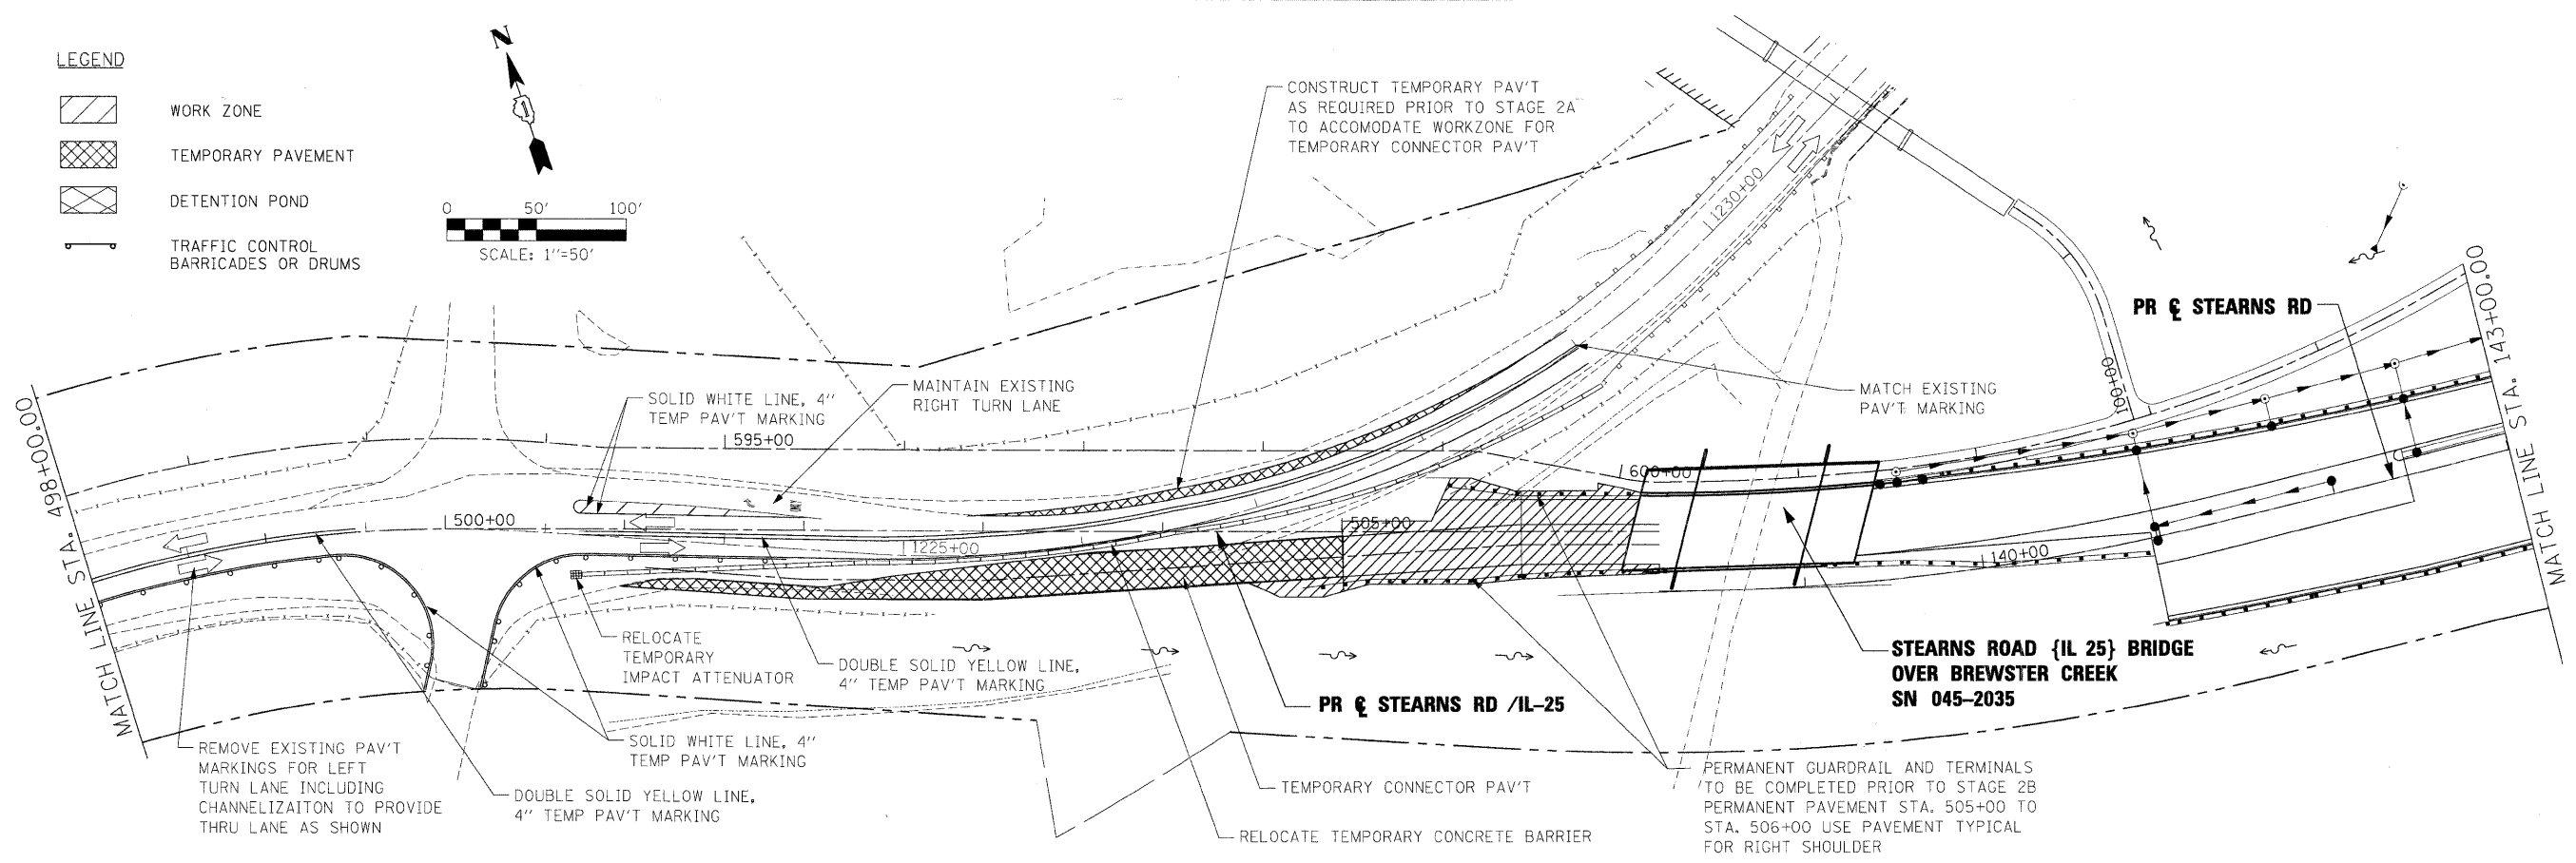 LEGEND
WORK ZONE
TEMPORARY PAVEMENT
DETENTION POND
TRAFFIC CONTROL
BARRICADES OR DRUMS
N
1
0 50' 100'
SCALE: 1"=50'
CONSTRUCT TEMPORARY PAV'T
AS REQUIRED PRIOR TO STAGE 2A
TO ACCOMODATE WORKZONE FOR
TEMPORARY CONNECTOR PAV'T
1230+00
PR ℄ STEARNS RD
MATCH LINE STA. 143+00.00
MATCH LINE STA. 498+00.00
SOLID WHITE LINE, 4"
TEMP PAV'T MARKING
MAINTAIN EXISTING
RIGHT TURN LANE
MATCH EXISTING
PAV'T MARKING
100+00
595+00
600+00
500+00
505+00
1225+00
140+00
RELOCATE
TEMPORARY
IMPACT ATTENUATOR
DOUBLE SOLID YELLOW LINE,
4" TEMP PAV'T MARKING
STEARNS ROAD {IL 25} BRIDGE
OVER BREWSTER CREEK
SN 045-2035
PR ℄ STEARNS RD /IL-25
REMOVE EXISTING PAV'T
MARKINGS FOR LEFT
TURN LANE INCLUDING
CHANNELIZAITON TO PROVIDE
THRU LANE AS SHOWN
SOLID WHITE LINE, 4"
TEMP PAV'T MARKING
DOUBLE SOLID YELLOW LINE,
4" TEMP PAV'T MARKING
TEMPORARY CONNECTOR PAV'T
RELOCATE TEMPORARY CONCRETE BARRIER
PERMANENT GUARDRAIL AND TERMINALS
TO BE COMPLETED PRIOR TO STAGE 2B
PERMANENT PAVEMENT STA. 505+00 TO
STA. 506+00 USE PAVEMENT TYPICAL
FOR RIGHT SHOULDER